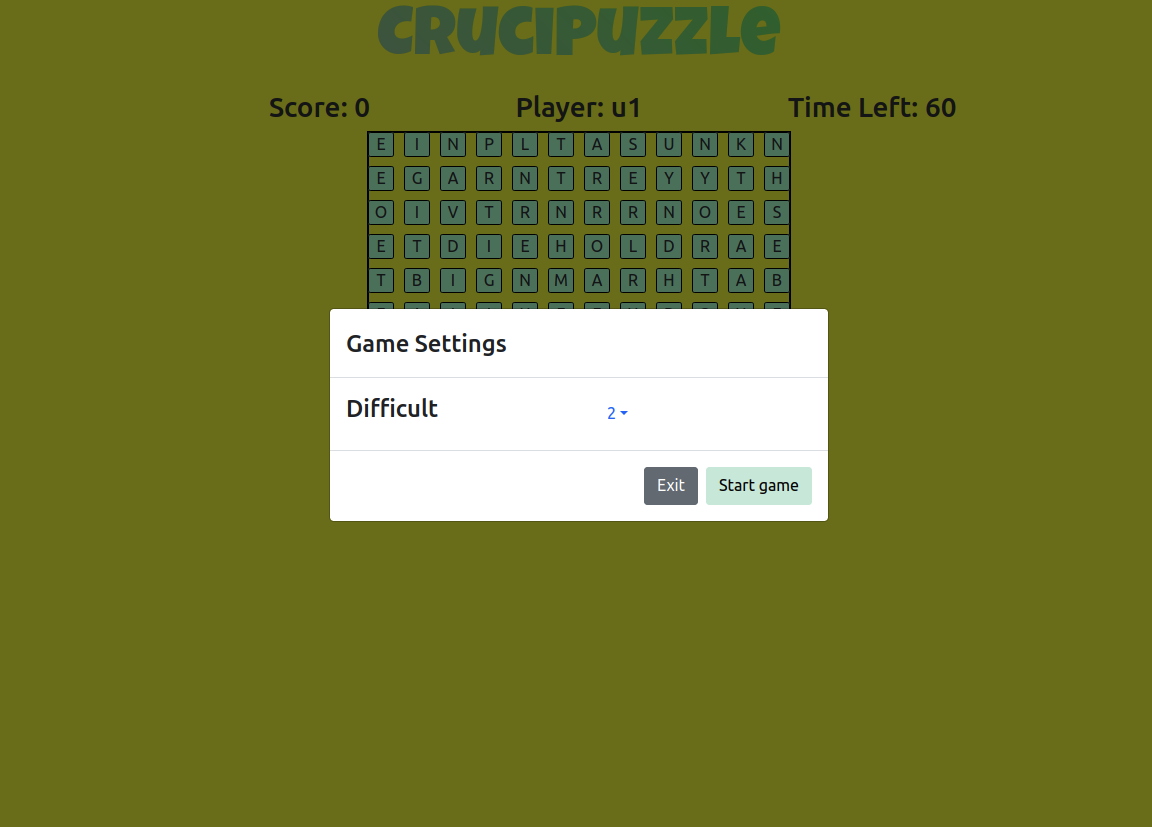 CRUCIPUZZLE
Score: 0 Player: u1 Time Left: 60
E I N P L T A S U N K N
E G A R N T R E Y Y T H
O I V T R N R R N O E S
E T D I E H O L D R A E
T B I G N M A R H T A B
Game Settings
Difficult 2
Exit Start game